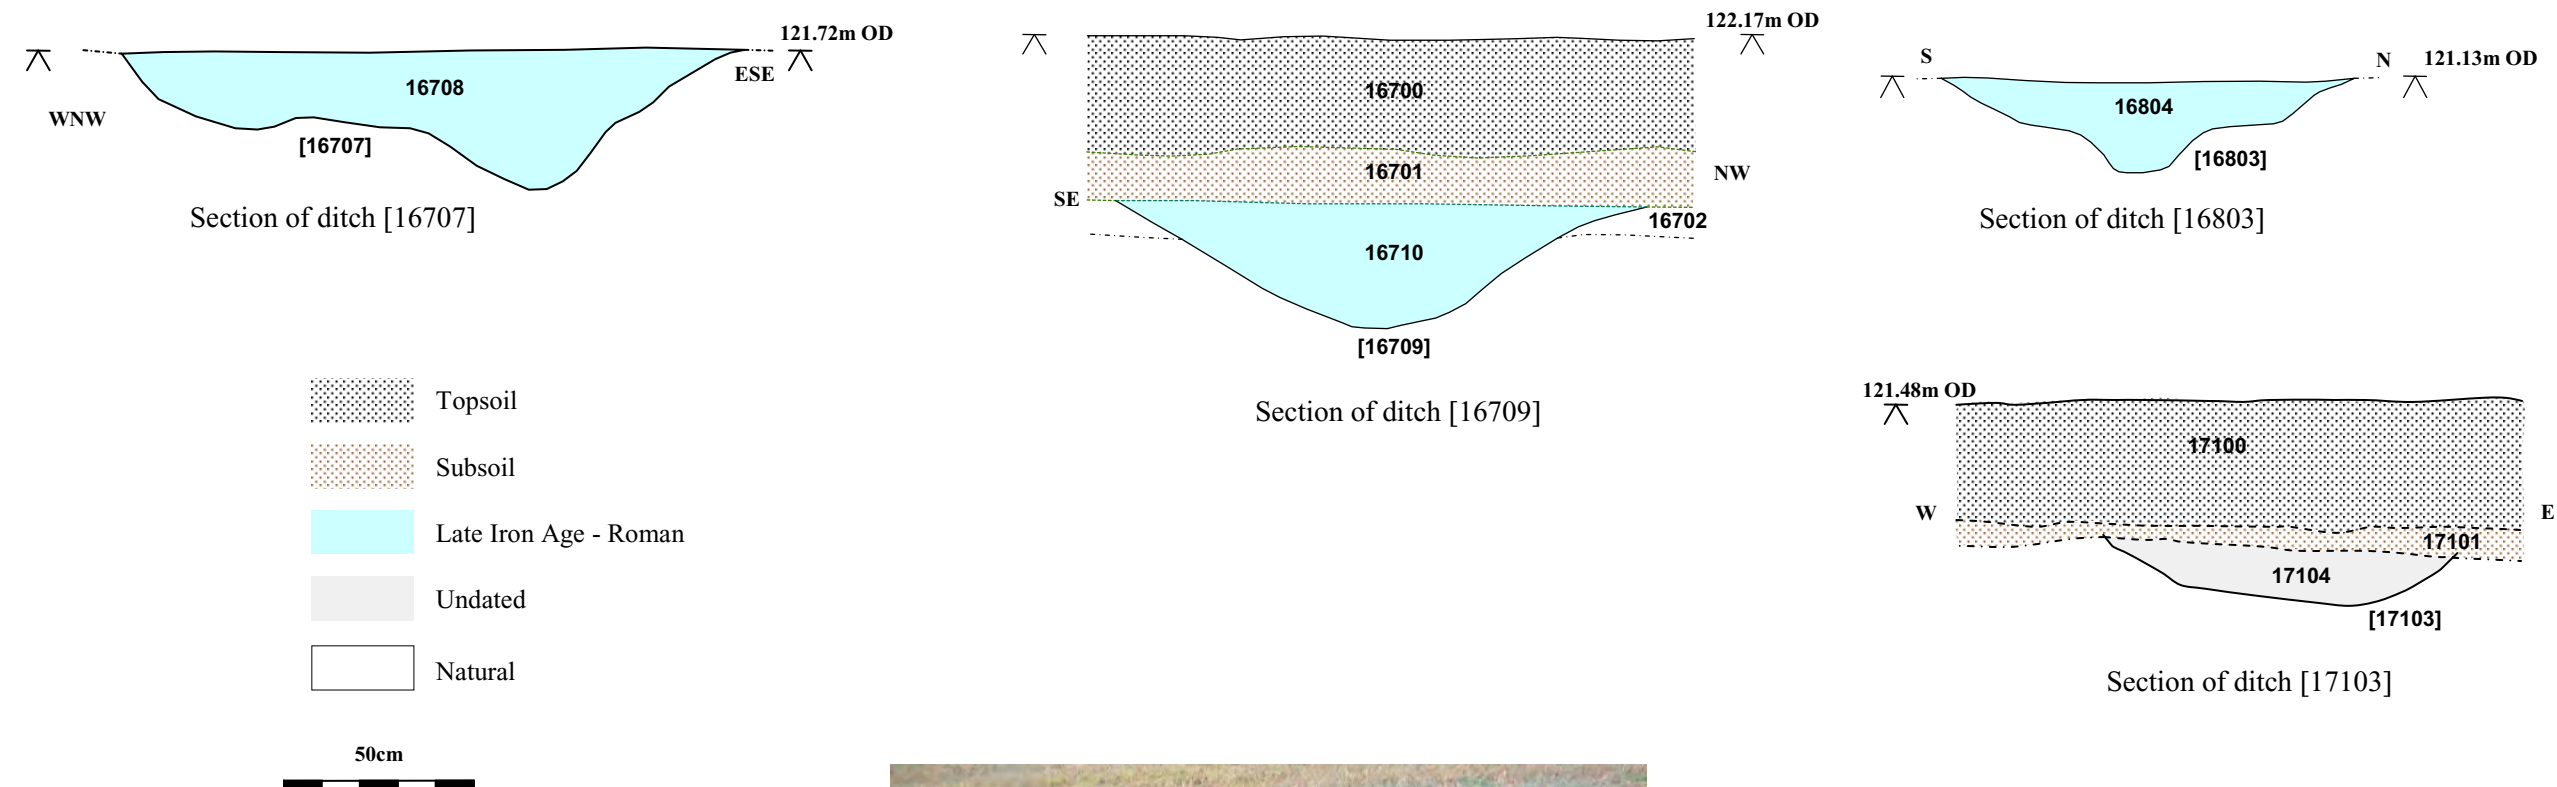 121.72m OD
ESE
16708
WNW
[16707]
Section of ditch [16707]
122.17m OD
16700
16701
NW
SE
16702
16710
[16709]
Section of ditch [16709]
S
N
121.13m OD
16804
[16803]
Section of ditch [16803]
121.48m OD
17100
W
E
17101
17104
[17103]
Section of ditch [17103]
Topsoil
Subsoil
Late Iron Age - Roman
Undated
Natural
50cm